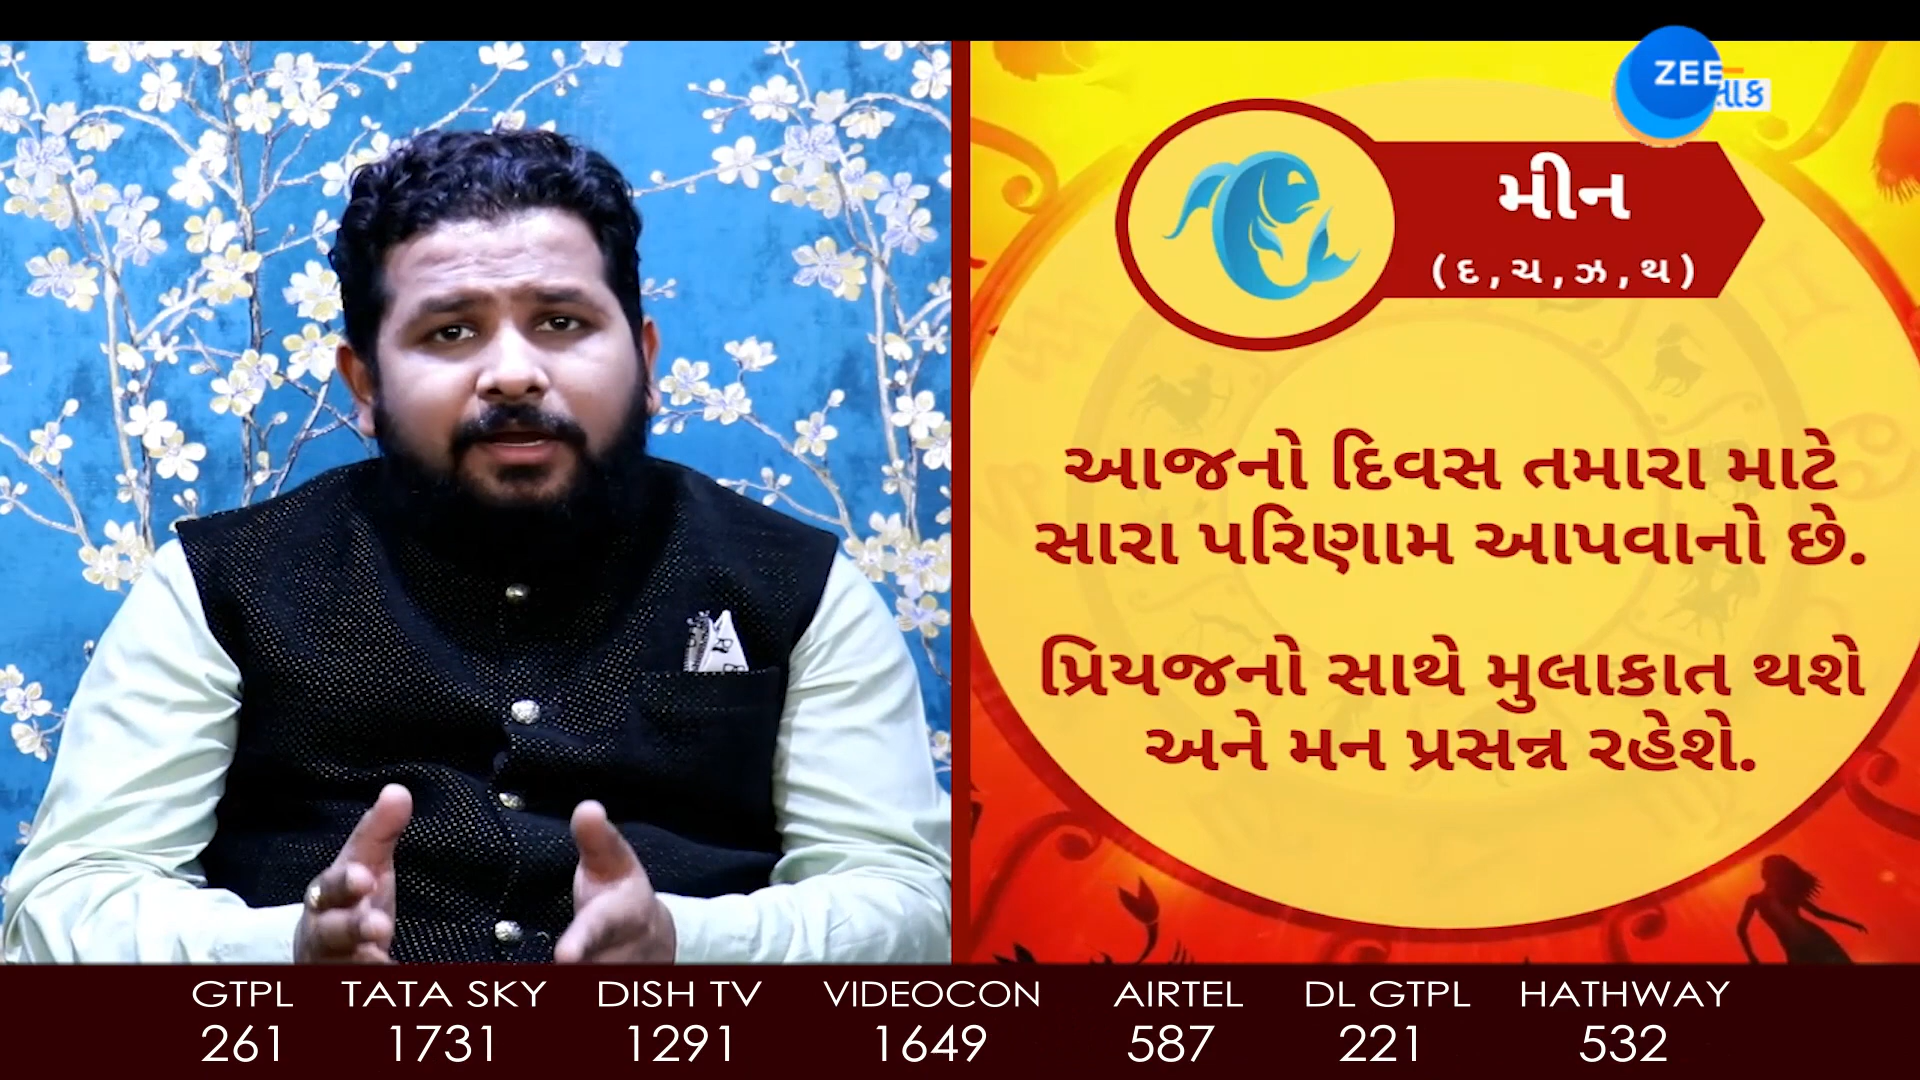 ZEE
મીન
( દ , ચ , ઝ , થ )
આજનો દિવસ તમારા માટે
સારા પરિણામ આપવાનો છે.
પ્રિયજનો સાથે મુલાકાત થશે
અને મન પ્રસન્ન રહેશે.
GTPL TATA SKY DISH TV VIDEOCON AIRTEL DL GTPL HATHWAY
261 1731 1291 1649 587 221 532